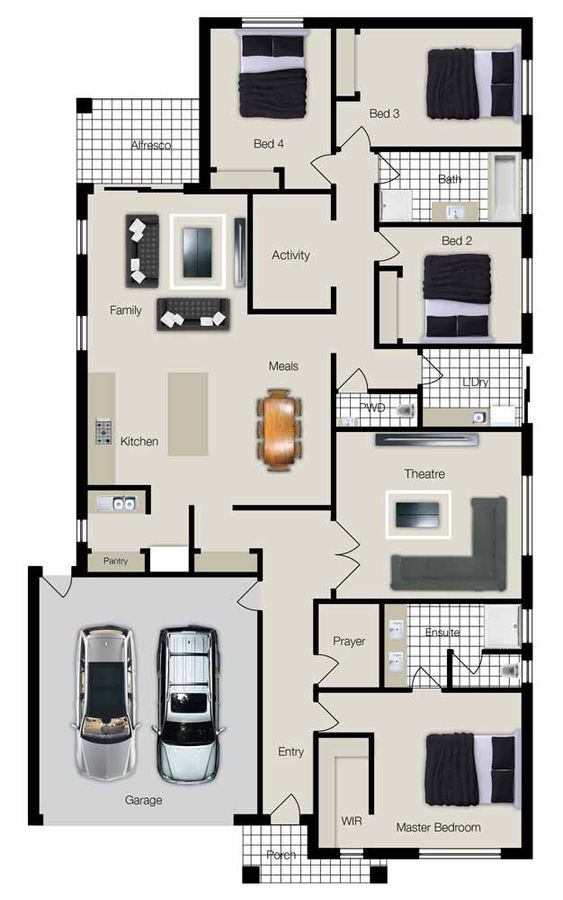 Bed 4
Bed 3
Alfresco
Bath
Bed 2
Activity
Family
Meals
L'Dry
PWD
Kitchen
Theatre
Pantry
Ensuite
Prayer
Entry
Garage
WIR
Master Bedroom
Porch